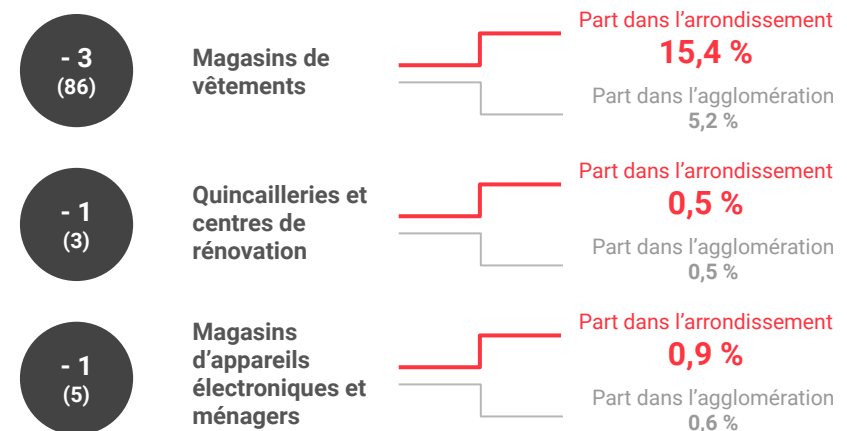 - 3
(86)
Magasins de
vêtements
Part dans l’arrondissement
15,4 %
Part dans l’agglomération
5,2 %
- 1
(3)
Quincailleries et
centres de
rénovation
Part dans l’arrondissement
0,5 %
Part dans l’agglomération
0,5 %
- 1
(5)
Magasins
d’appareils
électroniques et
ménagers
Part dans l’arrondissement
0,9 %
Part dans l’agglomération
0,6 %